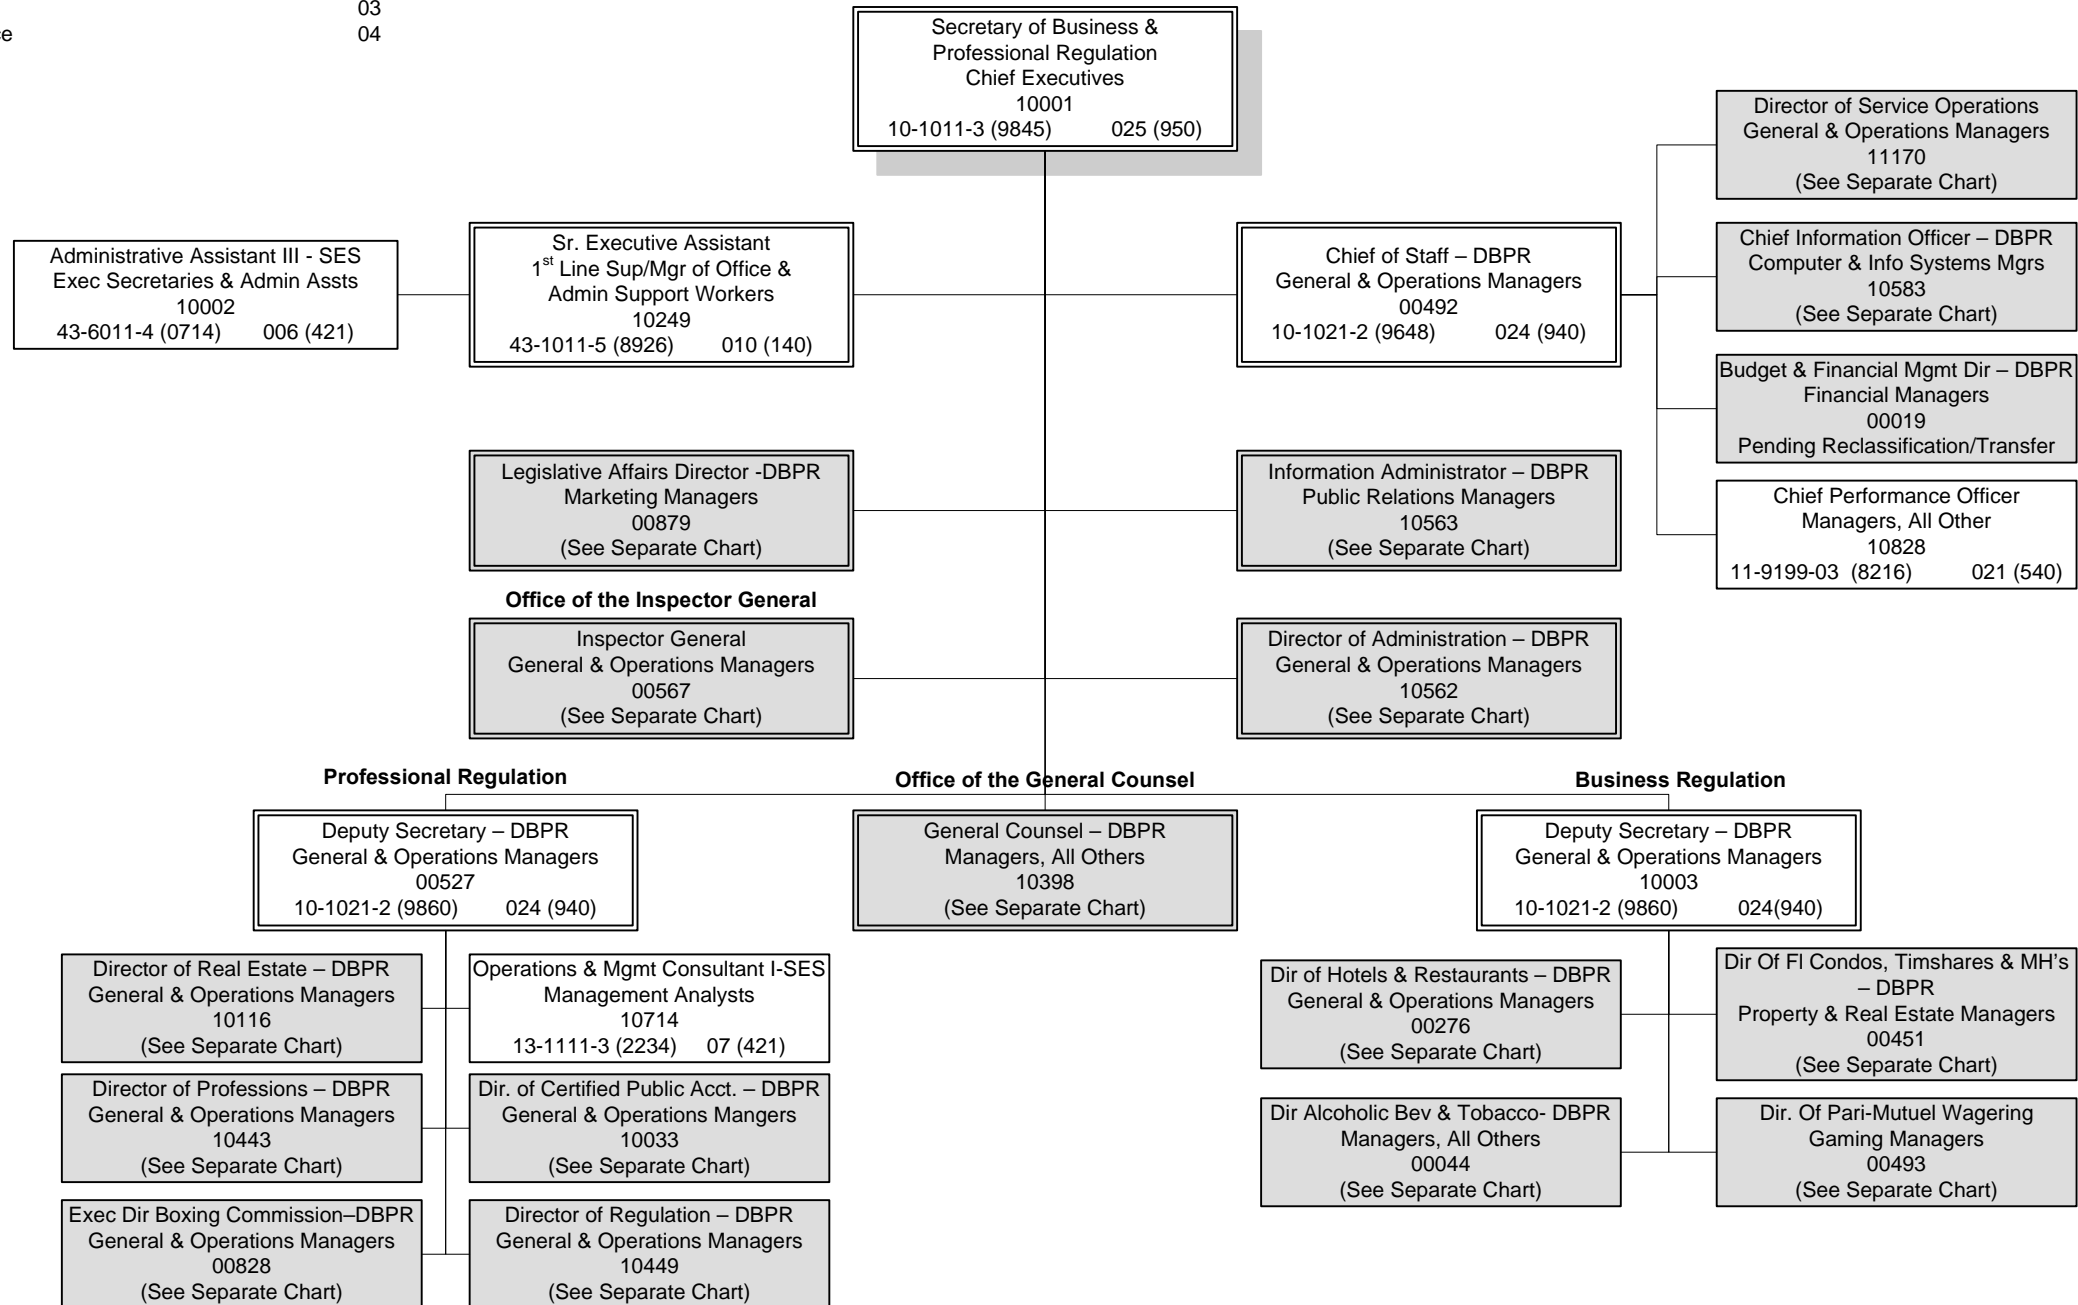 03
ce
04
Secretary of Business &
Professional Regulation
Chief Executives
10001
10-1011-3 (9845) 025 (950)
Director of Service Operations
General & Operations Managers
11170
(See Separate Chart)
Administrative Assistant III - SES
Exec Secretaries & Admin Assts
10002
43-6011-4 (0714) 006 (421)
Sr. Executive Assistant
1st Line Sup/Mgr of Office &
Admin Support Workers
10249
43-1011-5 (8926) 010 (140)
Chief of Staff – DBPR
General & Operations Managers
00492
10-1021-2 (9648) 024 (940)
Chief Information Officer – DBPR
Computer & Info Systems Mgrs
10583
(See Separate Chart)
Budget & Financial Mgmt Dir – DBPR
Financial Managers
00019
Pending Reclassification/Transfer
Chief Performance Officer
Managers, All Other
10828
11-9199-03 (8216) 021 (540)
Legislative Affairs Director -DBPR
Marketing Managers
00879
(See Separate Chart)
Information Administrator – DBPR
Public Relations Managers
10563
(See Separate Chart)
Office of the Inspector General
Inspector General
General & Operations Managers
00567
(See Separate Chart)
Director of Administration – DBPR
General & Operations Managers
10562
(See Separate Chart)
Professional Regulation
Office of the General Counsel
Business Regulation
Deputy Secretary – DBPR
General & Operations Managers
00527
10-1021-2 (9860) 024 (940)
General Counsel – DBPR
Managers, All Others
10398
(See Separate Chart)
Deputy Secretary – DBPR
General & Operations Managers
10003
10-1021-2 (9860) 024(940)
Director of Real Estate – DBPR
General & Operations Managers
10116
(See Separate Chart)
Operations & Mgmt Consultant I-SES
Management Analysts
10714
13-1111-3 (2234) 07 (421)
Dir of Hotels & Restaurants – DBPR
General & Operations Managers
00276
(See Separate Chart)
Dir Of Fl Condos, Timshares & MH's
– DBPR
Property & Real Estate Managers
00451
(See Separate Chart)
Director of Professions – DBPR
General & Operations Managers
10443
(See Separate Chart)
Dir. of Certified Public Acct. – DBPR
General & Operations Mangers
10033
(See Separate Chart)
Dir Alcoholic Bev & Tobacco- DBPR
Managers, All Others
00044
(See Separate Chart)
Dir. Of Pari-Mutuel Wagering
Gaming Managers
00493
(See Separate Chart)
Exec Dir Boxing Commission–DBPR
General & Operations Managers
00828
(See Separate Chart)
Director of Regulation – DBPR
General & Operations Managers
10449
(See Separate Chart)